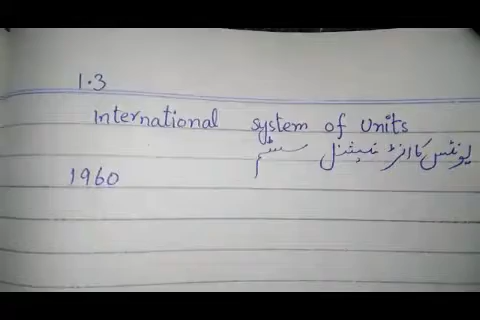 1.3
International system of Units
یونٹس کا انٹرنیشنل سسٹم
1960